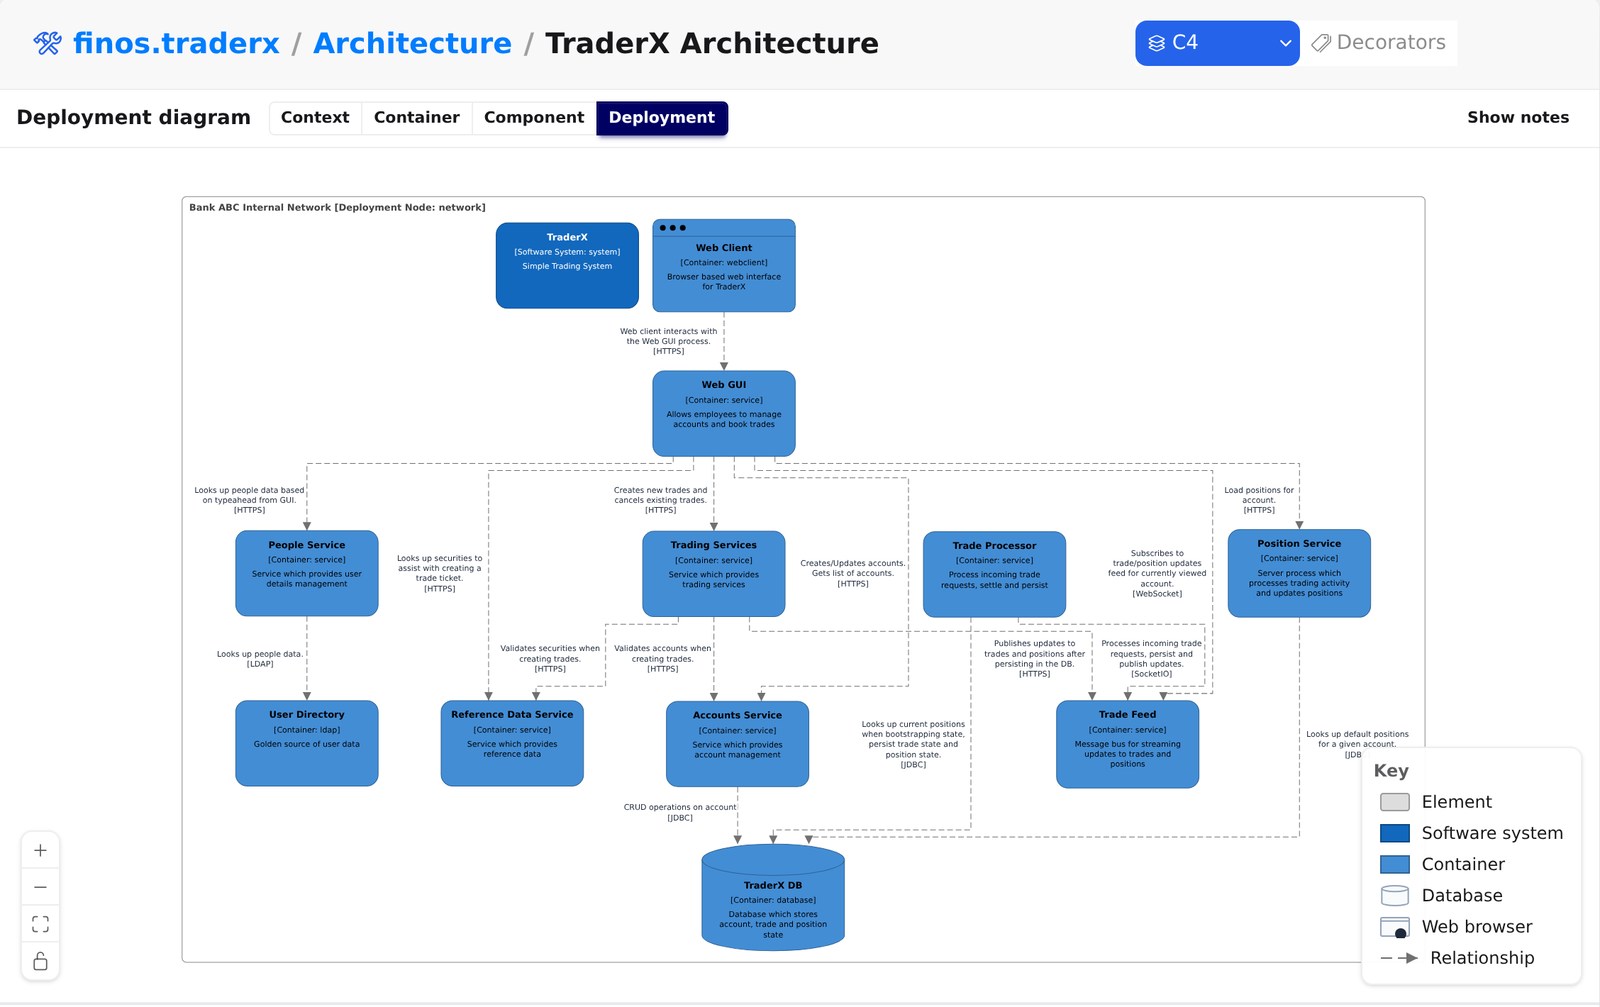 finos.traderx / Architecture / TraderX Architecture
C4
Decorators
Deployment diagram
Context
Container
Component
Deployment
Show notes
Bank ABC Internal Network [Deployment Node: network]
TraderX
[Software System: system]
Simple Trading System
Web Client
[Container: webclient]
Browser based web interface
for TraderX
Web client interacts with
the Web GUI process.
[HTTPS]
Web GUI
[Container: service]
Allows employees to manage
accounts and book trades
Looks up people data based
on typeahead from GUI.
[HTTPS]
Creates new trades and
cancels existing trades.
[HTTPS]
Load positions for
account.
[HTTPS]
People Service
[Container: service]
Service which provides user
details management
Looks up securities to
assist with creating a
trade ticket.
[HTTPS]
Trading Services
[Container: service]
Service which provides
trading services
Creates/Updates accounts.
Gets list of accounts.
[HTTPS]
Trade Processor
[Container: service]
Process incoming trade
requests, settle and persist
Subscribes to
trade/position updates
feed for currently viewed
account.
[WebSocket]
Position Service
[Container: service]
Server process which
processes trading activity
and updates positions
Looks up people data.
[LDAP]
Validates securities when
creating trades.
[HTTPS]
Validates accounts when
creating trades.
[HTTPS]
Publishes updates to
trades and positions after
persisting in the DB.
[HTTPS]
Processes incoming trade
requests, persist and
publish updates.
[SocketIO]
User Directory
[Container: ldap]
Golden source of user data
Reference Data Service
[Container: service]
Service which provides
reference data
Accounts Service
[Container: service]
Service which provides
account management
Looks up current positions
when bootstrapping state,
persist trade state and
position state.
[JDBC]
Trade Feed
[Container: service]
Message bus for streaming
updates to trades and
positions
Looks up default positions
for a given account.
[JDB
CRUD operations on account
[JDBC]
TraderX DB
[Container: database]
Database which stores
account, trade and position
state
Key
Element
Software system
Container
Database
Web browser
Relationship